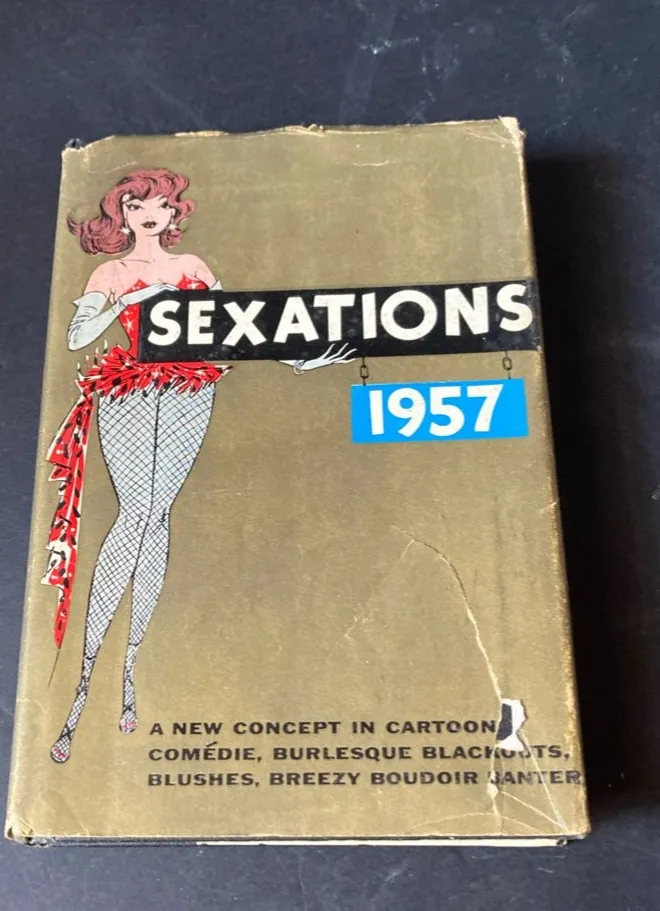 SEXATIONS
1957
A NEW CONCEPT IN CARTOON
COMÉDIE, BURLESQUE BLACKOUTS,
BLUSHES, BREEZY BOUDOIR BANTER